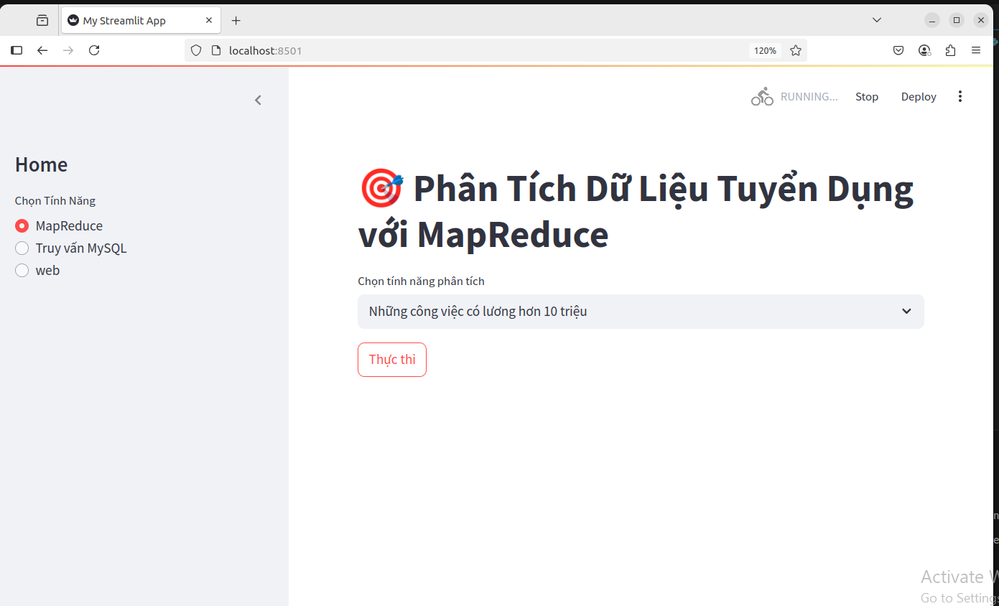 My Streamlit App
localhost:8501
120%
RUNNING...
Stop
Deploy
Home
Chọn Tính Năng
MapReduce
Truy vấn MySQL
web
🎯 Phân Tích Dữ Liệu Tuyển Dụng
với MapReduce
Chọn tính năng phân tích
Những công việc có lương hơn 10 triệu
Thực thi
Activate W
Go to Settings